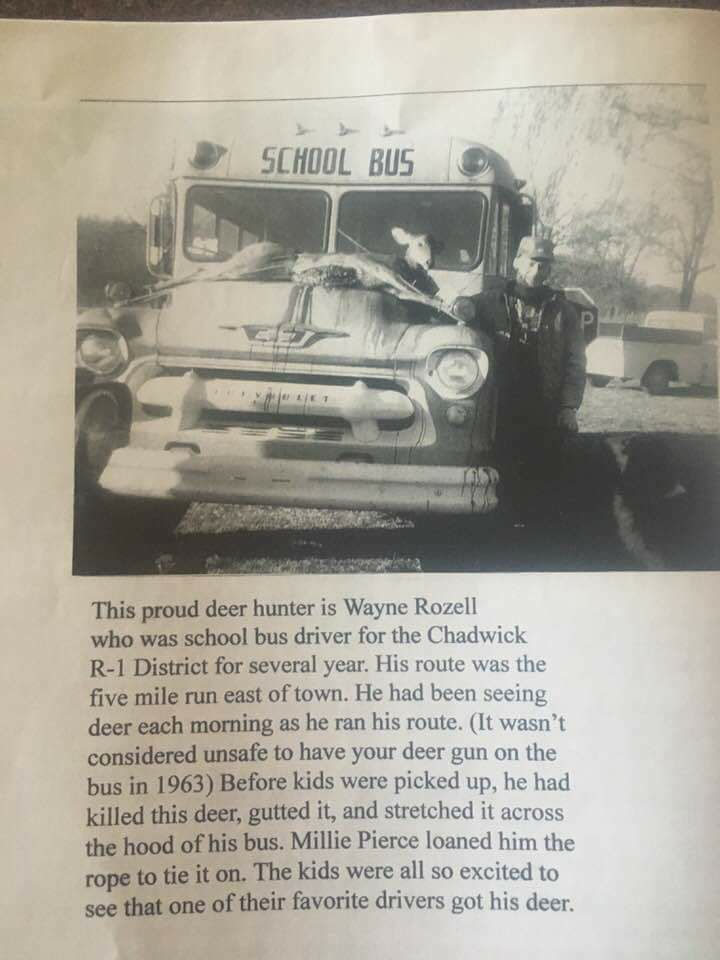 SCHOOL BUS
CHEVROLET
P
This proud deer hunter is Wayne Rozell
who was school bus driver for the Chadwick
R-1 District for several year. His route was the
five mile run east of town. He had been seeing
deer each morning as he ran his route. (It wasn't
considered unsafe to have your deer gun on the
bus in 1963) Before kids were picked up, he had
killed this deer, gutted it, and stretched it across
the hood of his bus. Millie Pierce loaned him the
rope to tie it on. The kids were all so excited to
see that one of their favorite drivers got his deer.